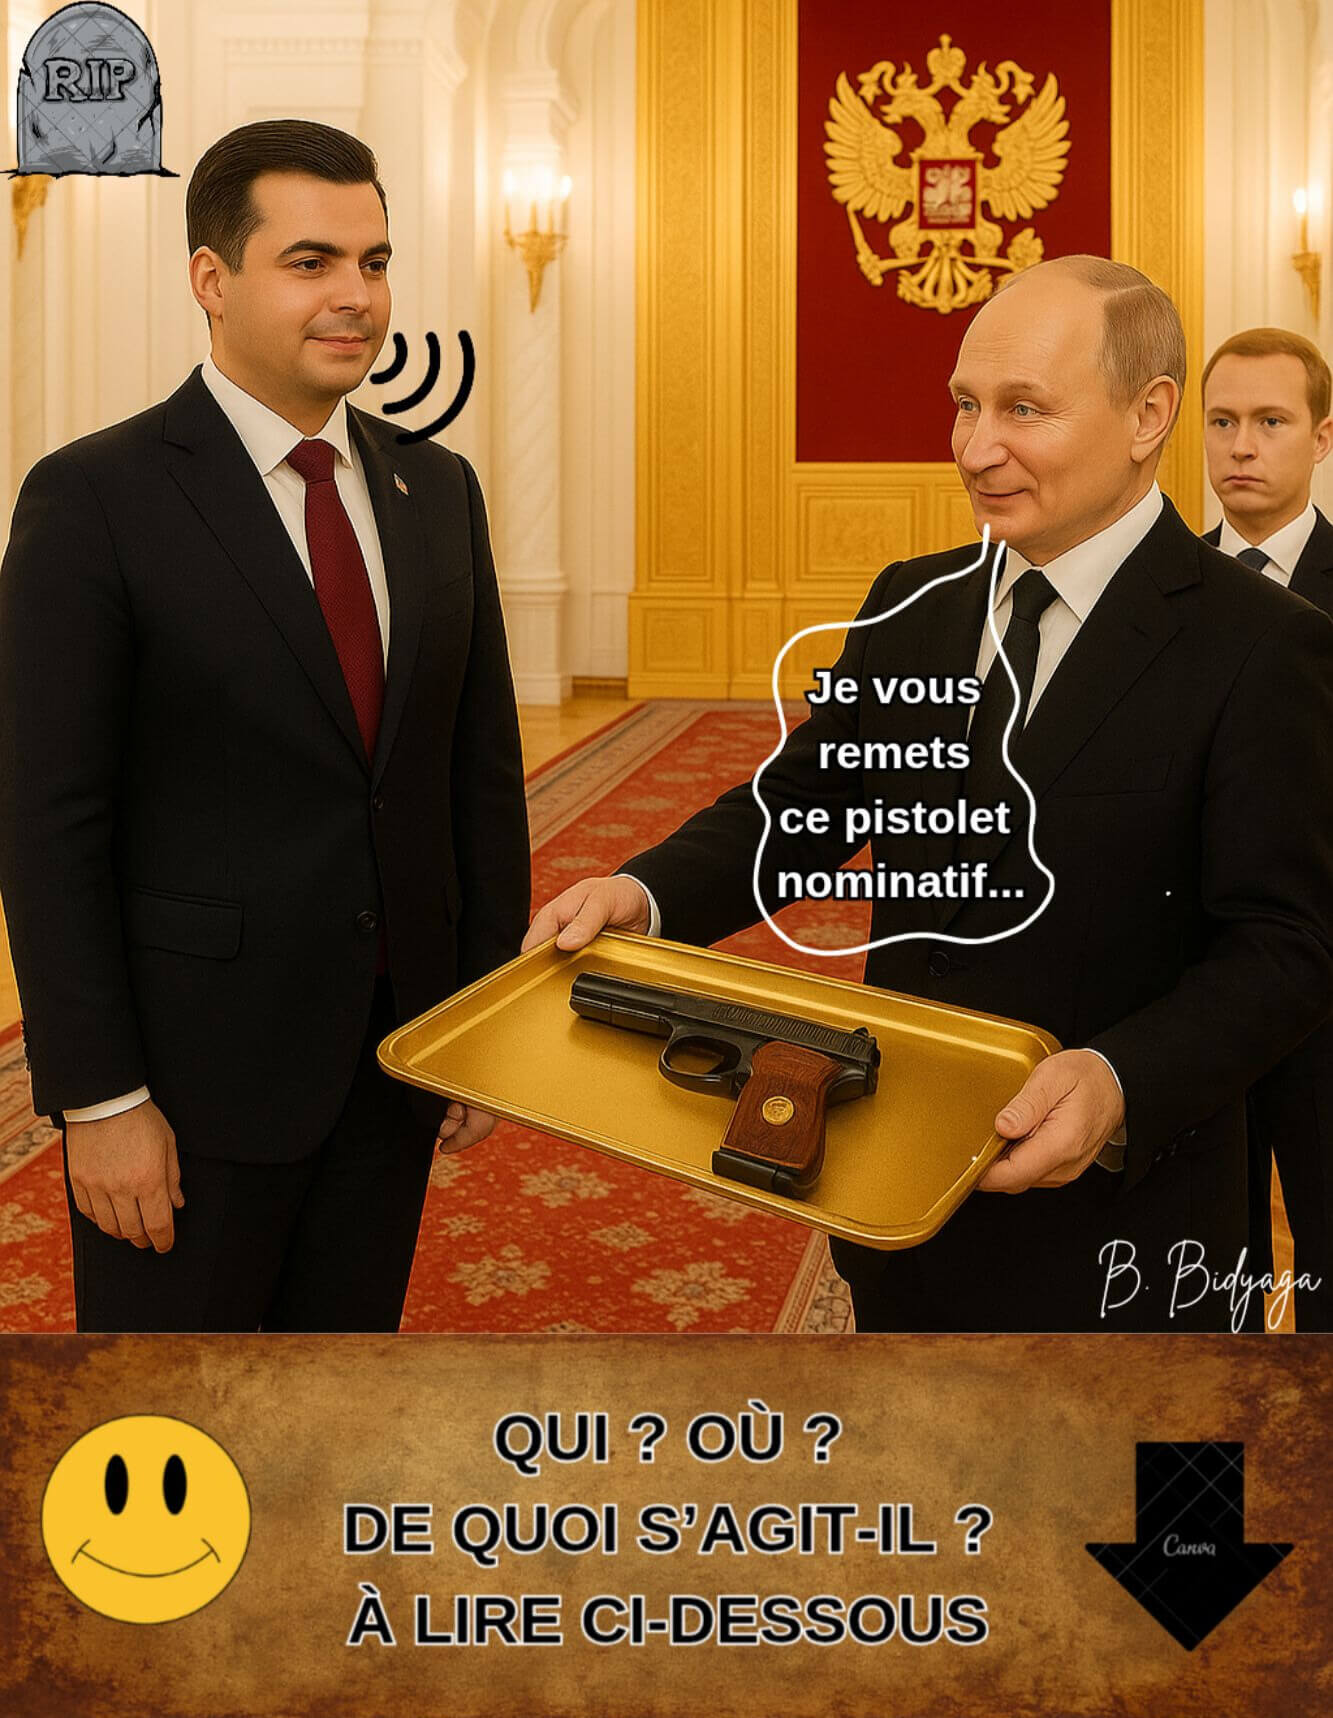 RIP
Je vous
remets
ce pistolet
nominatif...
B. Bidyaga
QUI ? OÙ ?
DE QUOI S’AGIT-IL ?
À LIRE CI-DESSOUS
Canva